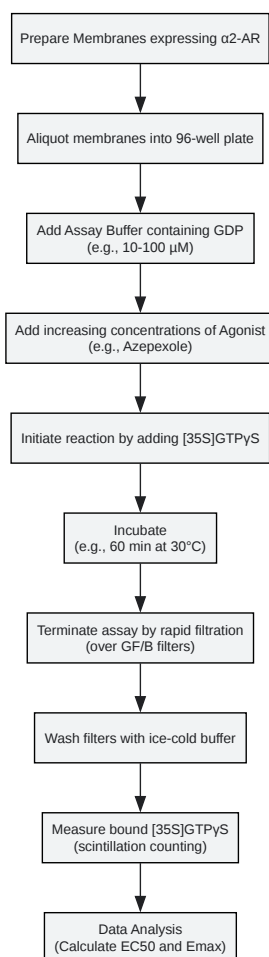 Prepare Membranes expressing α2-AR
Aliquot membranes into 96-well plate
Add Assay Buffer containing GDP
(e.g., 10-100 µM)
Add increasing concentrations of Agonist
(e.g., Azepexole)
Initiate reaction by adding [35S]GTPγS
Incubate
(e.g., 60 min at 30°C)
Terminate assay by rapid filtration
(over GF/B filters)
Wash filters with ice-cold buffer
Measure bound [35S]GTPγS
(scintillation counting)
Data Analysis
(Calculate EC50 and Emax)